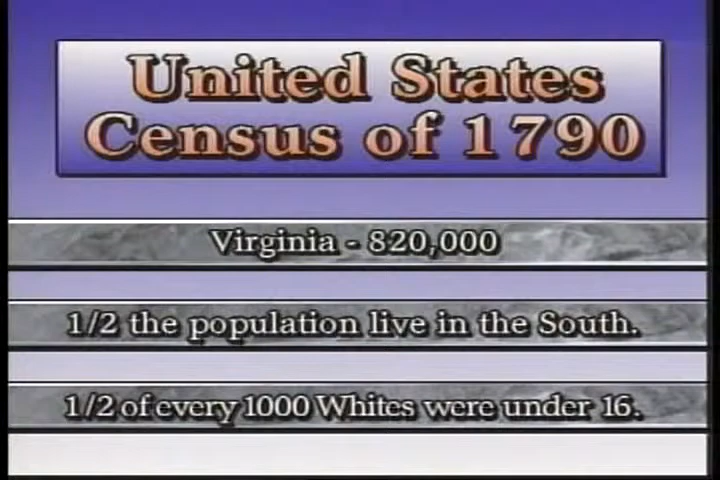 United States
Census of 1790
Virginia - 820,000
1/2 the population live in the South.
1/2 of every 1000 Whites were under 16.